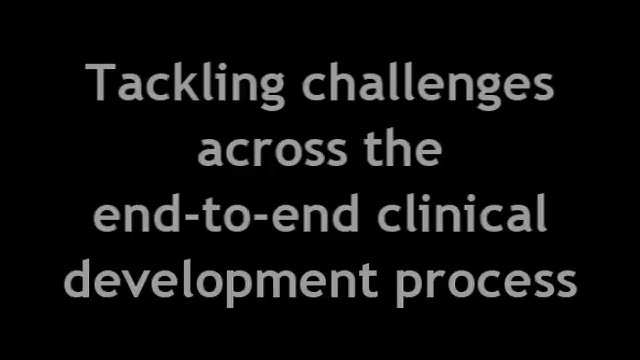 Tackling challenges
across the
end-to-end clinical
development process